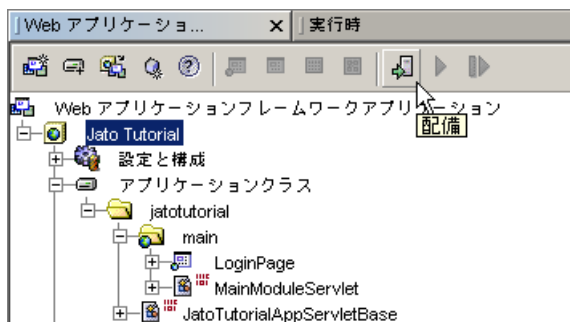 Web アプリケーショ...
実行時
Web アプリケーションフレームワークアプリケーション
配備
Jato Tutorial
設定と構成
アプリケーションクラス
jatotutorial
main
LoginPage
MainModuleServlet
JatoTutorialAppServletBase